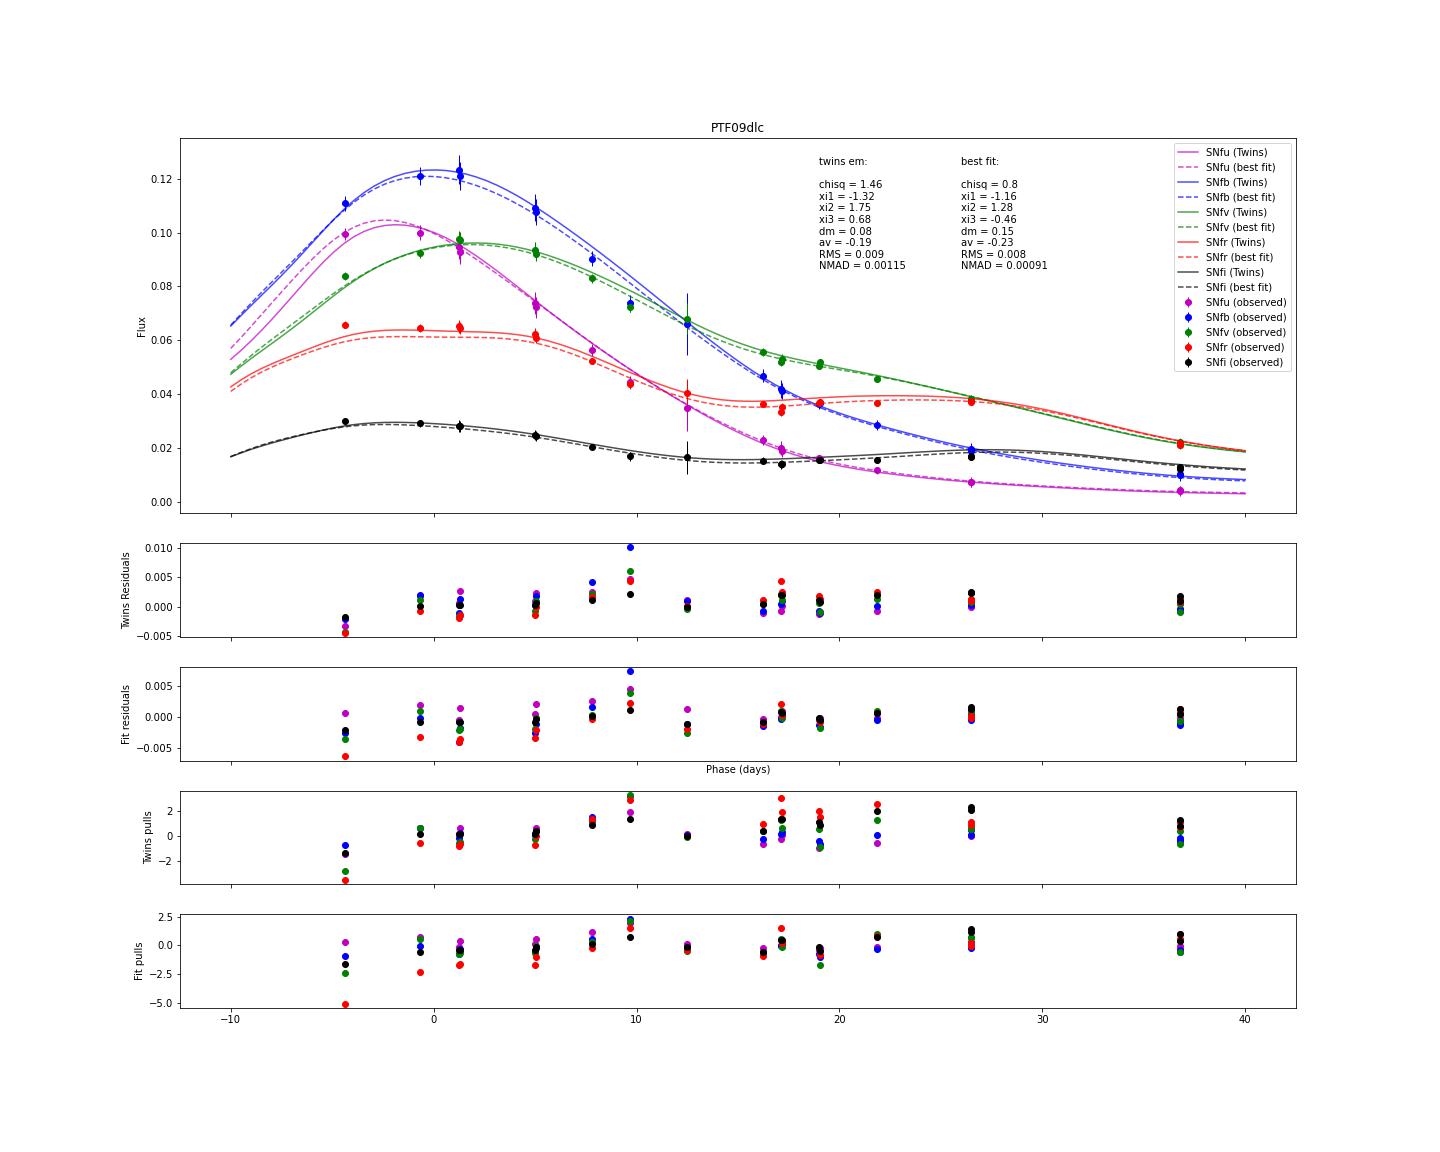 PTF09dlc
Flux
0.12
0.10
0.08
0.06
0.04
0.02
0.00
twins em:
chisq = 1.46
xi1 = -1.32
xi2 = 1.75
xi3 = 0.68
dm = 0.08
av = -0.19
RMS = 0.009
NMAD = 0.00115
best fit:
chisq = 0.8
xi1 = -1.16
xi2 = 1.28
xi3 = -0.46
dm = 0.15
av = -0.23
RMS = 0.008
NMAD = 0.00091
SNfu (Twins)
SNfu (best fit)
SNfb (Twins)
SNfb (best fit)
SNfv (Twins)
SNfv (best fit)
SNfr (Twins)
SNfr (best fit)
SNfi (Twins)
SNfi (best fit)
SNfu (observed)
SNfb (observed)
SNfv (observed)
SNfr (observed)
SNfi (observed)
Twins Residuals
0.010
0.005
0.000
−0.005
Fit residuals
0.005
0.000
−0.005
Phase (days)
Twins pulls
2
0
−2
Fit pulls
2.5
0.0
−2.5
−5.0
−10
0
10
20
30
40